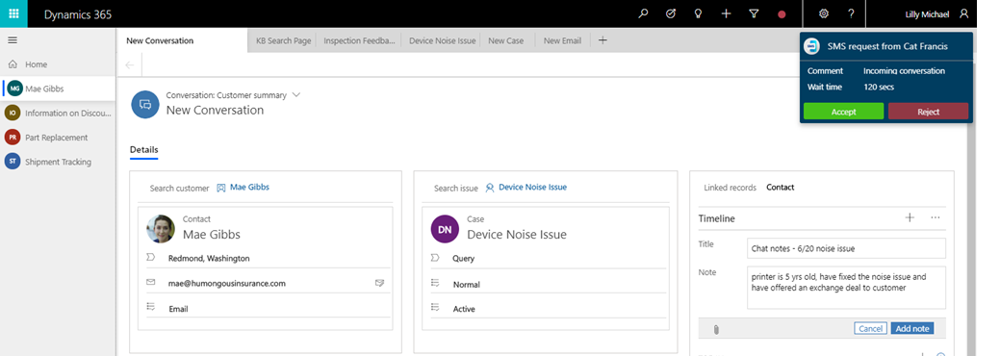 Dynamics 365
Lilly Michael
Home
MG Mae Gibbs
IO Information on Discou...
PR Part Replacement
ST Shipment Tracking
New Conversation
KB Search Page
Inspection Feedba...
Device Noise Issue
New Case
New Email
SMS SMS request from Cat Francis
Comment Incoming conversation
Wait time 120 secs
Accept Reject
Conversation: Customer summary
New Conversation
Details
Search customer Mae Gibbs
Contact
Mae Gibbs
Redmond, Washington
mae@humongousinsurance.com
Email
Search issue Device Noise Issue
DN
Case
Device Noise Issue
Query
Normal
Active
Linked records Contact
Timeline
Title Chat notes - 6/20 noise issue
Note printer is 5 yrs old, have fixed the noise issue and
have offered an exchange deal to customer
Cancel Add note